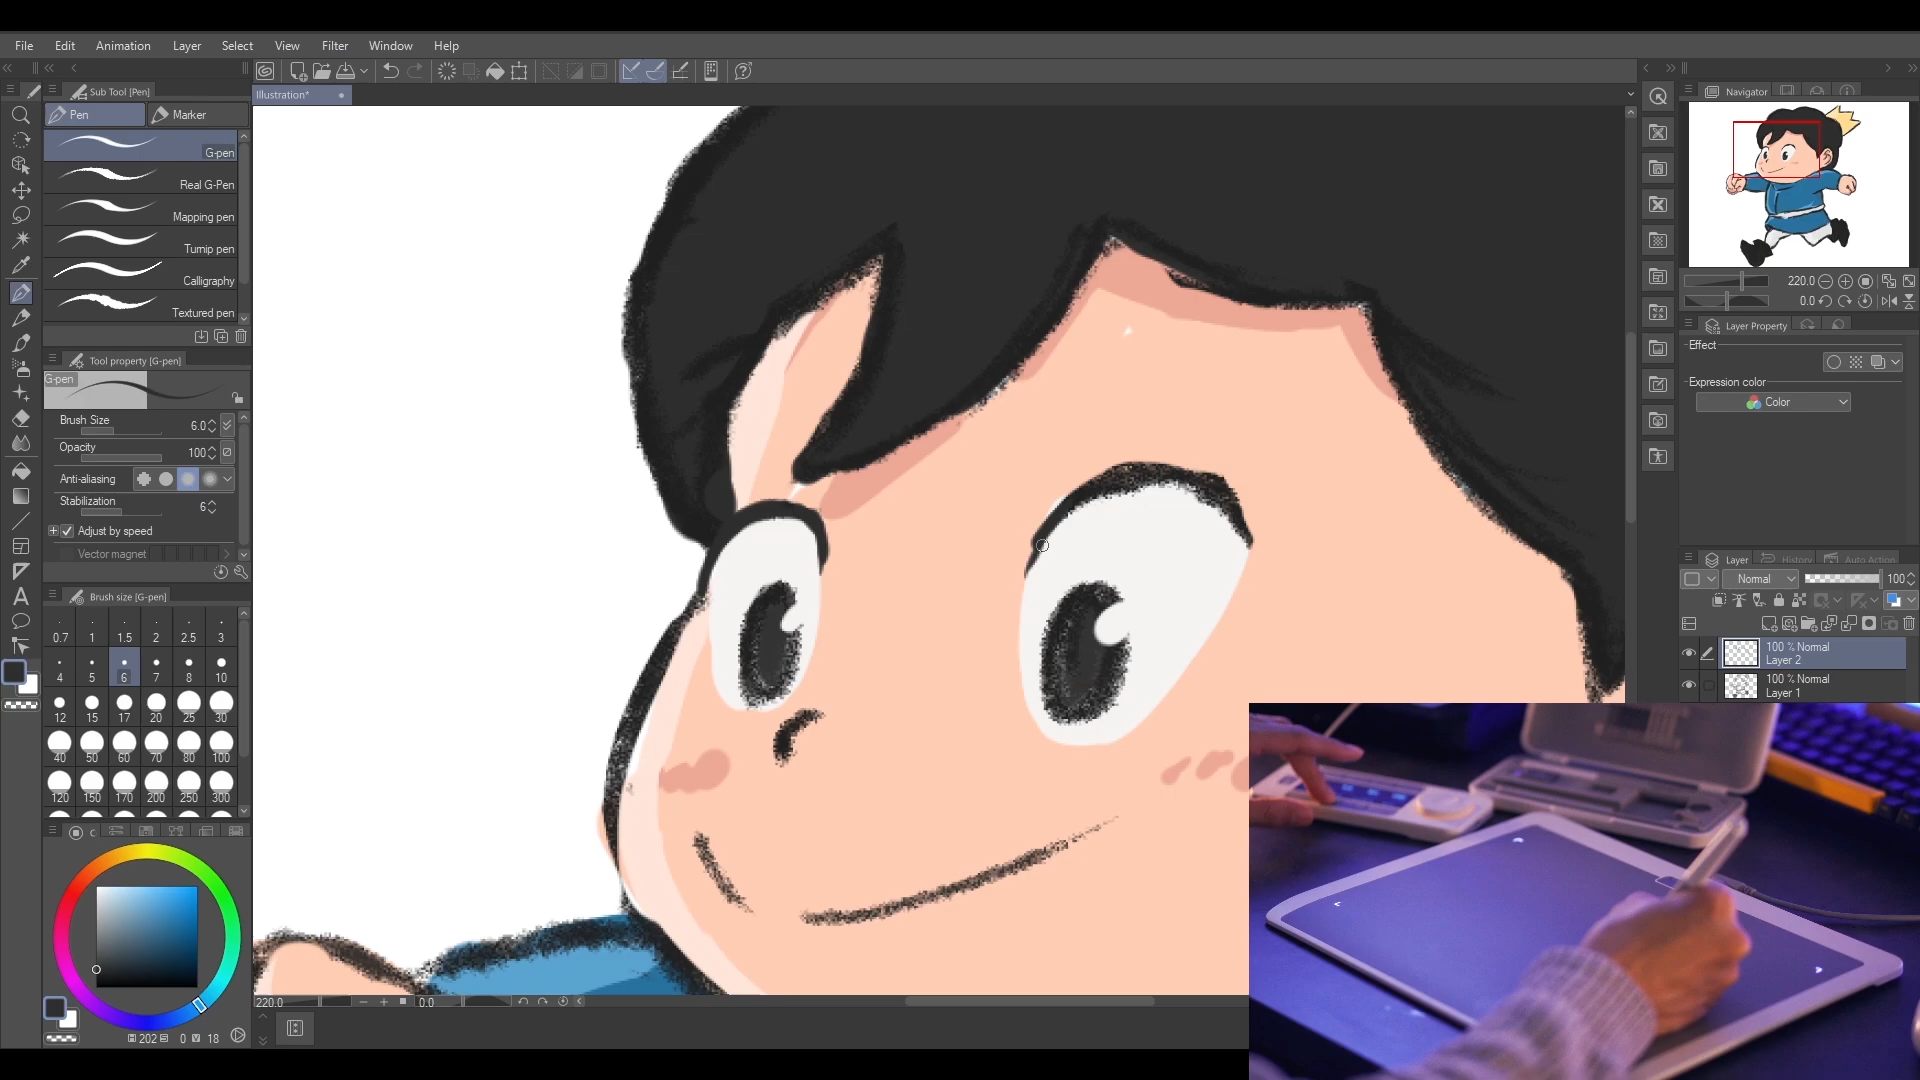 File Edit Animation Layer Select View Filter Window Help
Sub Tool [Pen]
Illustration*
Navigator
Pen
Marker
G-pen
Real G-Pen
Mapping pen
Turnip pen
Calligraphy
Textured pen
220.0
0.0
Layer Property
Effect
Expression color
Color
Tool property [G-pen]
G-pen
Brush Size 6.0
Opacity 100
Anti-aliasing
Stabilization 6
Adjust by speed
Vector magnet
Layer History Auto Action
Normal 100
Brush size [G-pen]
0.7 1 1.5 2 2.5 3
4 5 6 7 8 10
12 15 17 20 25 30
40 50 60 70 80 100
120 150 170 200 250 300
100 % Normal
Layer 2
100 % Normal
Layer 1
220.0 0.0
202 0 18